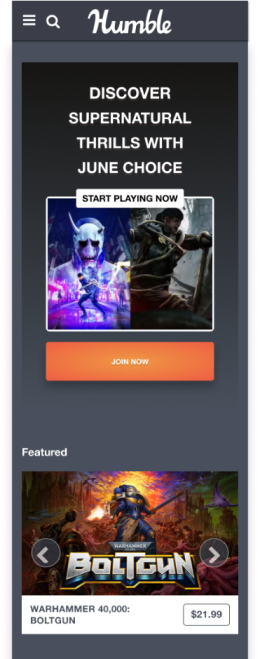 Humble
DISCOVER
SUPERNATURAL
THRILLS WITH
JUNE CHOICE
START PLAYING NOW
JOIN NOW
Featured
WARHAMMER
40,000
BOLTGUN
WARHAMMER 40,000:
BOLTGUN
$21.99